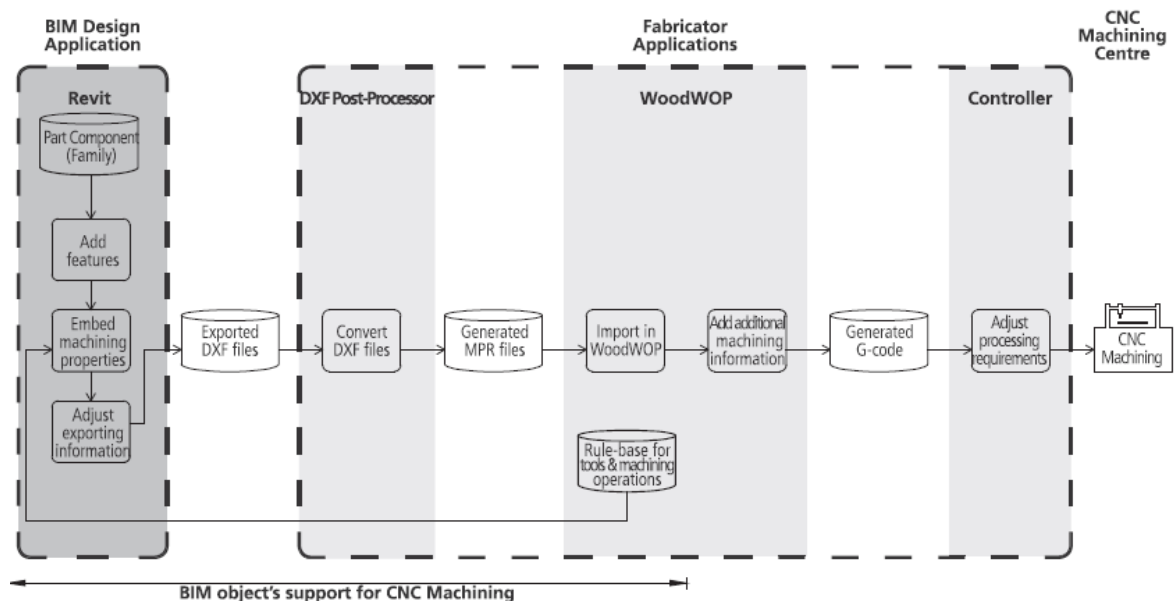 BIM Design
Application
Fabricator
Applications
CNC
Machining
Centre
Revit
DXF Post-Processor
WoodWOP
Controller
Part Component
(Family)
Add
features
Embed
machining
properties
Adjust
exporting
information
Exported
DXF files
Convert
DXF files
Generated
MPR files
Import in
WoodWOP
Add additional
machining
information
Generated
G-code
Adjust
processing
requirements
CNC
Machining
Rule-base for
tools & machining
operations
BIM object's support for CNC Machining